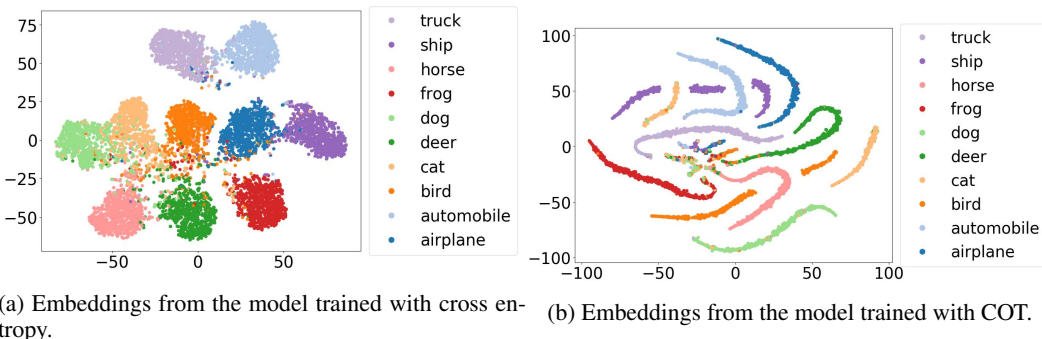 75
50
25
0
−25
−50
−50
0
50
truck
ship
horse
frog
dog
deer
cat
bird
automobile
airplane
(a) Embeddings from the model trained with cross en-
tropy.
100
50
0
−50
−100
−100
−50
0
50
100
truck
ship
horse
frog
dog
deer
cat
bird
automobile
airplane
(b) Embeddings from the model trained with COT.